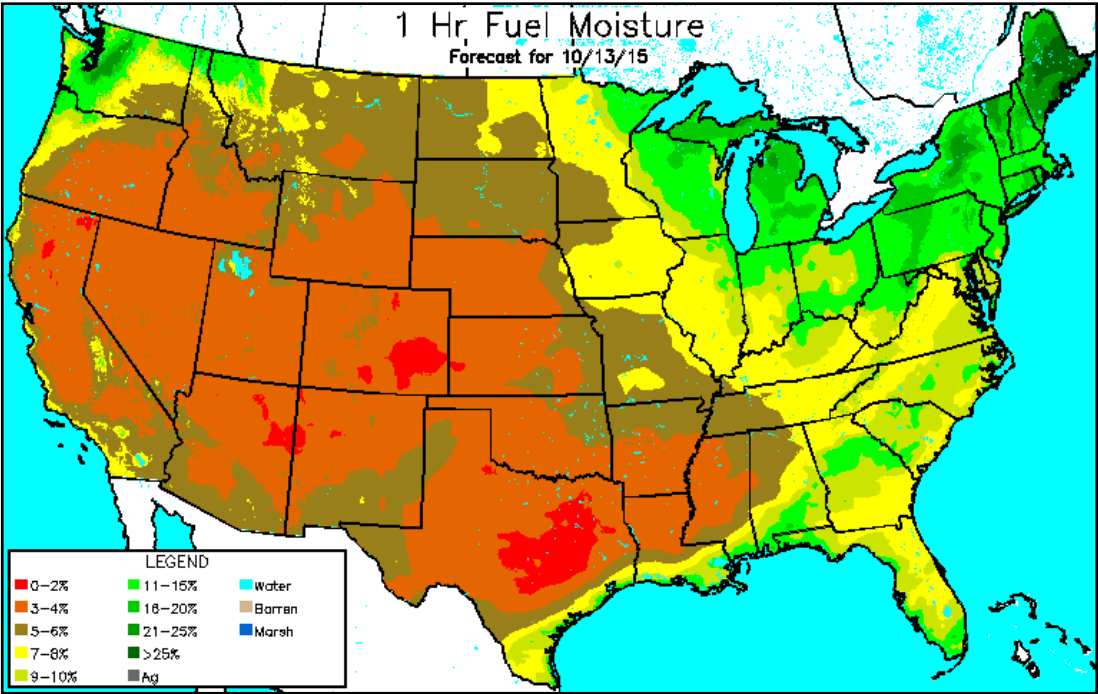 1 Hr Fuel Moisture
Forecast for 10/13/15
LEGEND
0-2%
11-15%
Water
3-4%
16-20%
Barren
5-6%
21-25%
Marsh
7-8%
>25%
9-10%
Ag